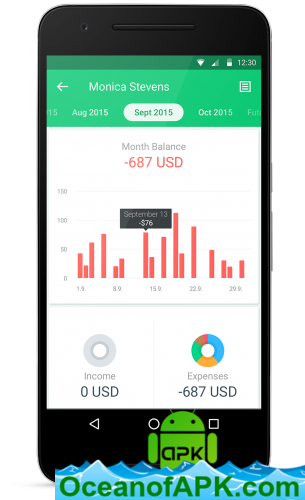 12:30
Monica Stevens
015 Aug 2015 Sept 2015 Oct 2015 Fut
Month Balance
-687 USD
150
September 13
-$76
100
50
0
1.9. 8.9. 15.9. 22.9. 29.9.
Income Expenses
0 USD -687 USD
apk
OceanofAPK.com